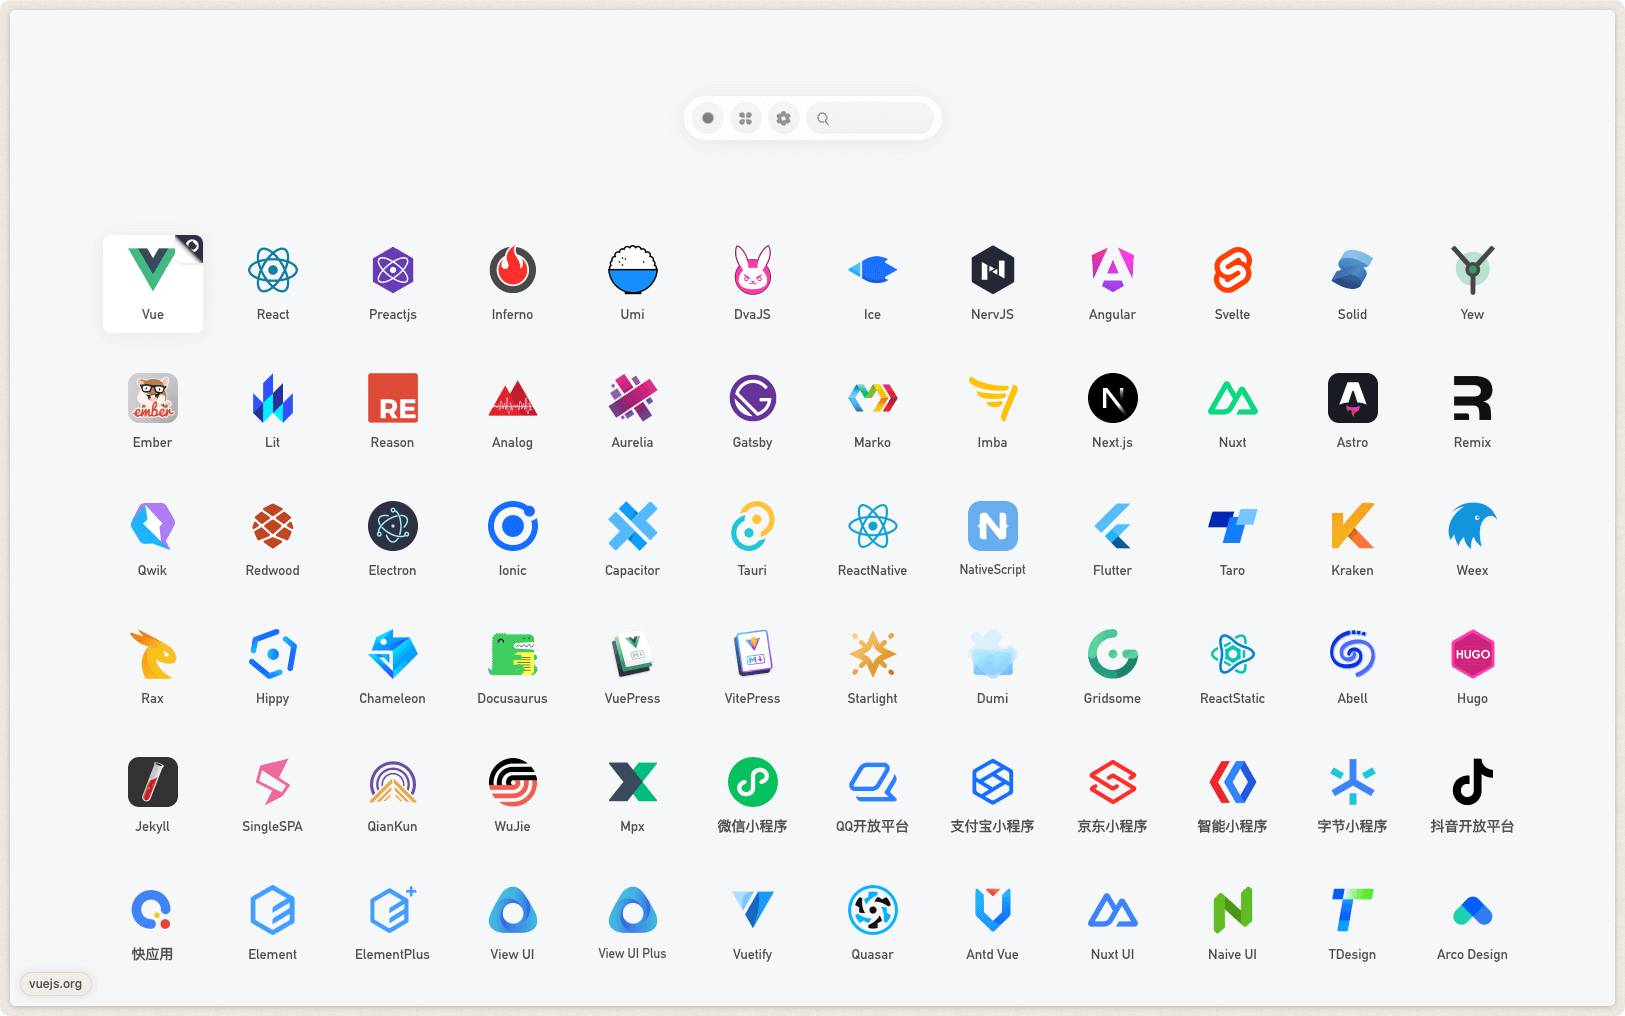 Vue
React
Preactjs
Inferno
Umi
DvaJS
Ice
NervJS
Angular
Svelte
Solid
Yew
ember
RE
Ember
Lit
Reason
Analog
Aurelia
Gatsby
Marko
Imba
Next.js
Nuxt
Astro
Remix
Qwik
Redwood
Electron
Ionic
Capacitor
Tauri
ReactNative
NativeScript
Flutter
Taro
Kraken
Weex
HUGO
Rax
Hippy
Chameleon
Docusaurus
VuePress
VitePress
Starlight
Dumi
Gridsome
ReactStatic
Abell
Hugo
Jekyll
SingleSPA
QianKun
WuJie
Mpx
微信小程序
QQ开放平台
支付宝小程序
京东小程序
智能小程序
字节小程序
抖音开放平台
快应用
Element
ElementPlus
View UI
View UI Plus
Vuetify
Quasar
Antd Vue
Nuxt UI
Naive UI
TDesign
Arco Design
vuejs.org